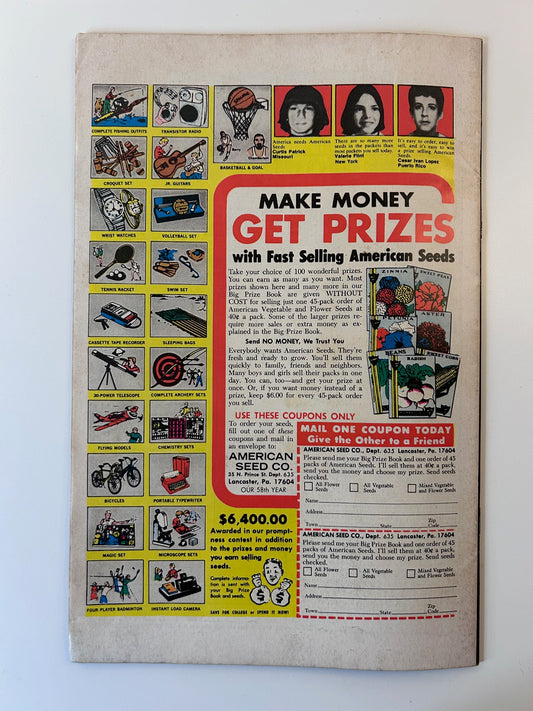 COMPLETE FISHING OUTFITS
TRANSISTOR RADIO
BASKETBALL & GOAL
America needs American
Seeds
Curtis Patrick
Missouri
There are so many more
seeds in the packets than
most packets you sell today.
Valerie Flint
New York
It's easy to order, easy to
sell, and it's easy to win
a prize selling American
Seeds.
Cesar Ivan Lopez
Puerto Rico
CROQUET SET
JR. GUITARS
WRIST WATCHES
VOLLEYBALL SET
TENNIS RACKET
SWIM SET
CASSETTE TAPE RECORDER
SLEEPING BAGS
30-POWER TELESCOPE
COMPLETE ARCHERY SETS
FLYING MODELS
CHEMISTRY SETS
BICYCLES
PORTABLE TYPEWRITER
MAGIC SET
MICROSCOPE SETS
FOUR PLAYER BADMINTON
INSTANT LOAD CAMERA
MAKE MONEY
GET PRIZES
with Fast Selling American Seeds
Take your choice of 100 wonderful prizes.
You can earn as many as you want. Most
prizes shown here and many more in our
Big Prize Book are given WITHOUT
COST for selling just one 45-pack order of
American Vegetable and Flower Seeds at
40¢ a pack. Some of the larger prizes re-
quire more sales or extra money as ex-
plained in the Big Prize Book.
Send NO MONEY, We Trust You
Everybody wants American Seeds. They're
fresh and ready to grow. You'll sell them
quickly to family, friends and neighbors.
Many boys and girls sell their packs in one
day. You can, too—and get your prize at
once. Or, if you want money instead of a
prize, keep $6.00 for every 45-pack order
you sell.
ZINNIA
SWEET PEAS
PETUNIA
ASTER
BEANS
RADISH
SWEET CORN
USE THESE COUPONS ONLY
To order your seeds,
fill out one of these
coupons and mail in
an envelope to:
AMERICAN
SEED CO.
35 N. Prince St. Dept. 635
Lancaster, Pa. 17604
OUR 58th YEAR
MAIL ONE COUPON TODAY
Give the Other to a Friend
AMERICAN SEED CO., Dept. 635 Lancaster, Pa. 17604
Please send me your Big Prize Book and one order of 45
packs of American Seeds. I'll sell them at 40¢ a pack,
send you the money and choose my prize. Seeds
checked.
All Flower
Seeds
All Vegetable
Seeds
Mixed Vegetable
and Flower Seeds
Name
Address
Town State Zip Code
AMERICAN SEED CO., Dept. 635 Lancaster, Pa. 17604
Please send me your Big Prize Book and one order of 45
packs of American Seeds. I'll sell them at 40¢ a pack,
send you the money and choose my prize. Seeds
checked.
All Flower
Seeds
All Vegetable
Seeds
Mixed Vegetable
and Flower Seeds
Name
Address
Town State Zip Code
$6,400.00
Awarded in our prompt-
ness contest in addition
to the prizes and money
you earn selling
seeds.
Complete informa-
tion is sent with
your Big Prize
Book and seeds.
$ $
SAVE FOR COLLEGE or SPEND IT NOW!